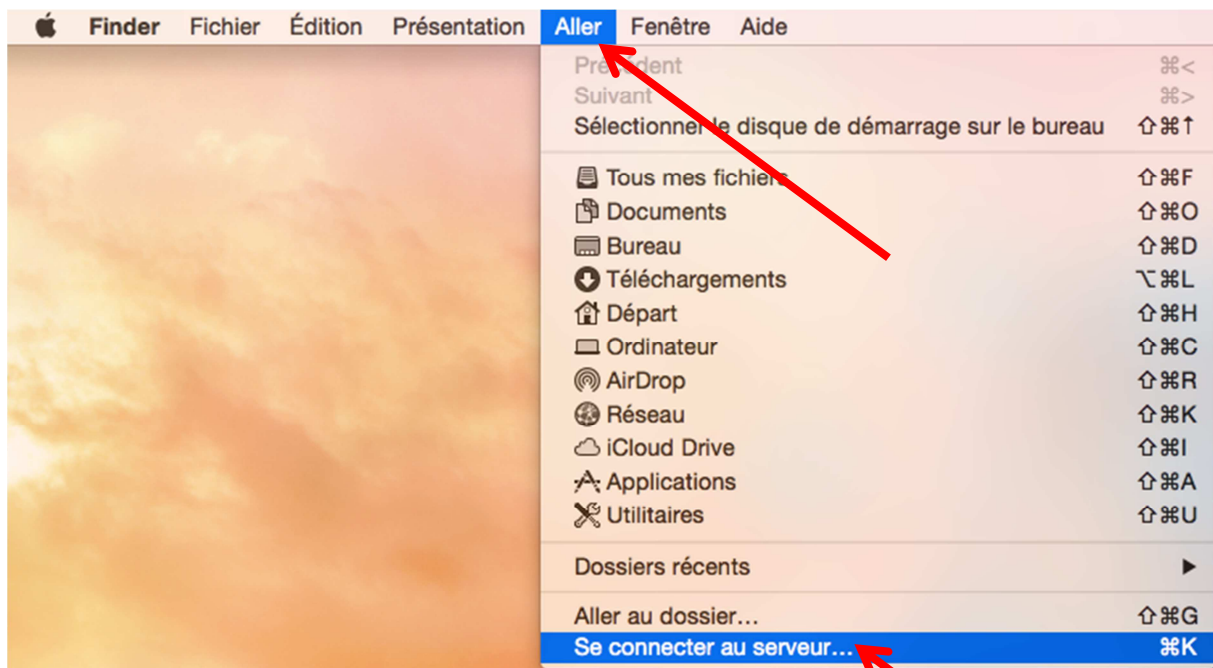 Finder Fichier Édition Présentation Aller Fenêtre Aide
Précédent ⌘<
Suivant ⌘>
Sélectionner le disque de démarrage sur le bureau ⇧⌘↑
Tous mes fichiers ⇧⌘F
Documents ⇧⌘O
Bureau ⇧⌘D
Téléchargements ⌥⌘L
Départ ⇧⌘H
Ordinateur ⇧⌘C
AirDrop ⇧⌘R
Réseau ⇧⌘K
iCloud Drive ⇧⌘I
Applications ⇧⌘A
Utilitaires ⇧⌘U
Dossiers récents ▶
Aller au dossier... ⇧⌘G
Se connecter au serveur... ⌘K